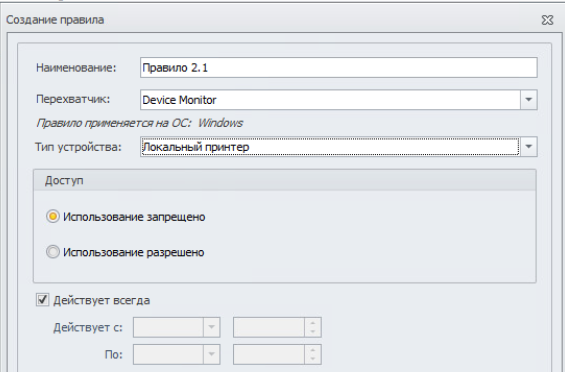 Создание правила
Наименование: Правило 2.1
Перехватчик: Device Monitor
Правило применяется на ОС: Windows
Тип устройства: Локальный принтер
Доступ
Использование запрещено
Использование разрешено
Действует всегда
Действует с:
По: